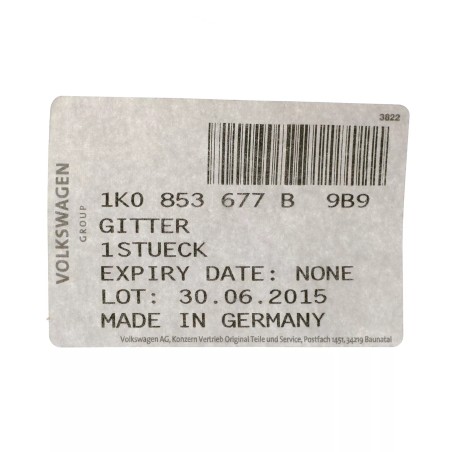 3822
VOLKSWAGEN
GROUP
1K0 853 677 B 9B9
GITTER
1STUECK
EXPIRY DATE: NONE
LOT: 30.06.2015
MADE IN GERMANY
Volkswagen AG, Konzern Vertrieb Original Teile und Service, Postfach 1451, 34219 Baunatal